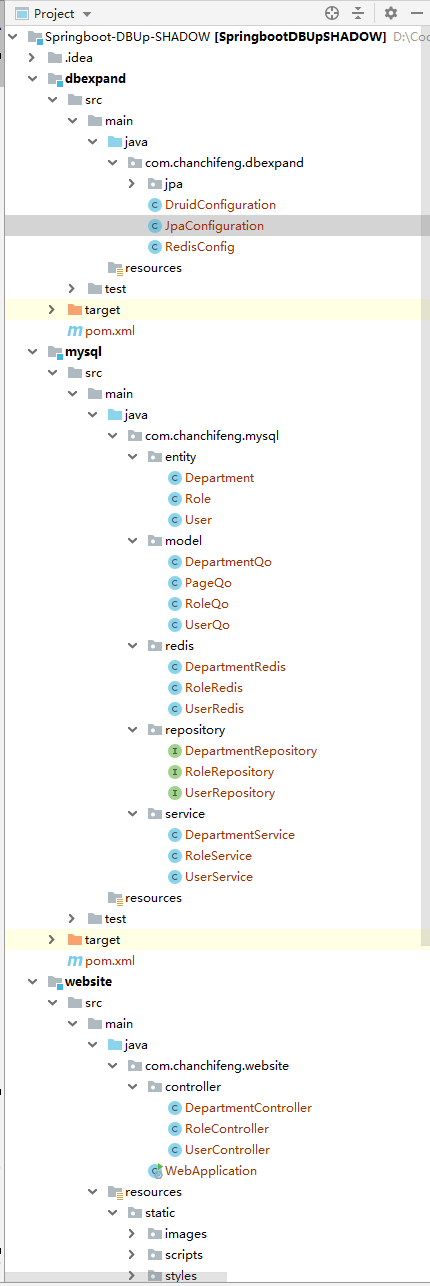 Project
Springboot-DBUp-SHADOW [SpringbootDBUpSHADOW] D:\Coc
.idea
dbexpand
src
main
java
com.chanchifeng.dbexpand
jpa
DruidConfiguration
JpaConfiguration
RedisConfig
resources
test
target
pom.xml
mysql
src
main
java
com.chanchifeng.mysql
entity
Department
Role
User
model
DepartmentQo
PageQo
RoleQo
UserQo
redis
DepartmentRedis
RoleRedis
UserRedis
repository
DepartmentRepository
RoleRepository
UserRepository
service
DepartmentService
RoleService
UserService
resources
test
target
pom.xml
website
src
main
java
com.chanchifeng.website
controller
DepartmentController
RoleController
UserController
WebApplication
resources
static
images
scripts
styles